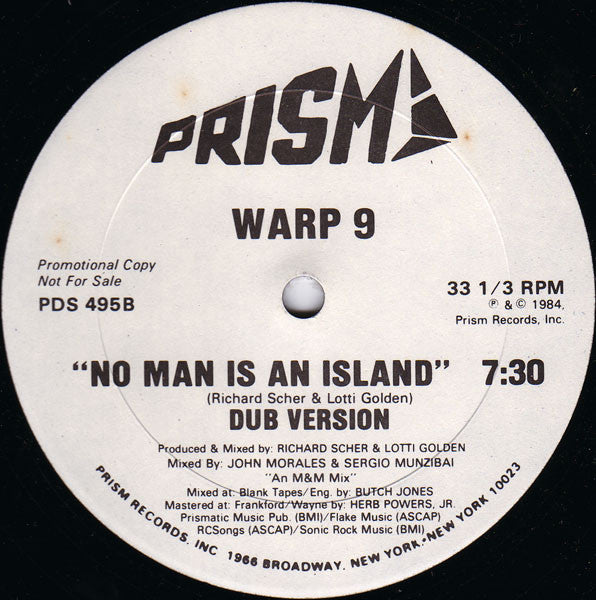 PRISM
WARP 9
Promotional Copy
Not For Sale
PDS 495B
33 1/3 RPM
℗ & © 1984,
Prism Records, Inc.
"NO MAN IS AN ISLAND" 7:30
(Richard Scher & Lotti Golden)
DUB VERSION
Produced & Mixed by: RICHARD SCHER & LOTTI GOLDEN
Mixed By: JOHN MORALES & SERGIO MUNZIBAI
"An M&M Mix"
Mixed at: Blank Tapes/Eng. by: BUTCH JONES
Mastered at: Frankford/Wayne by: HERB POWERS, JR.
Prismatic Music Pub. (BMI)/Flake Music (ASCAP)
RCSongs (ASCAP)/Sonic Rock Music (BMI)
PRISM RECORDS, INC 1966 BROADWAY, NEW YORK, NEW YORK 10023